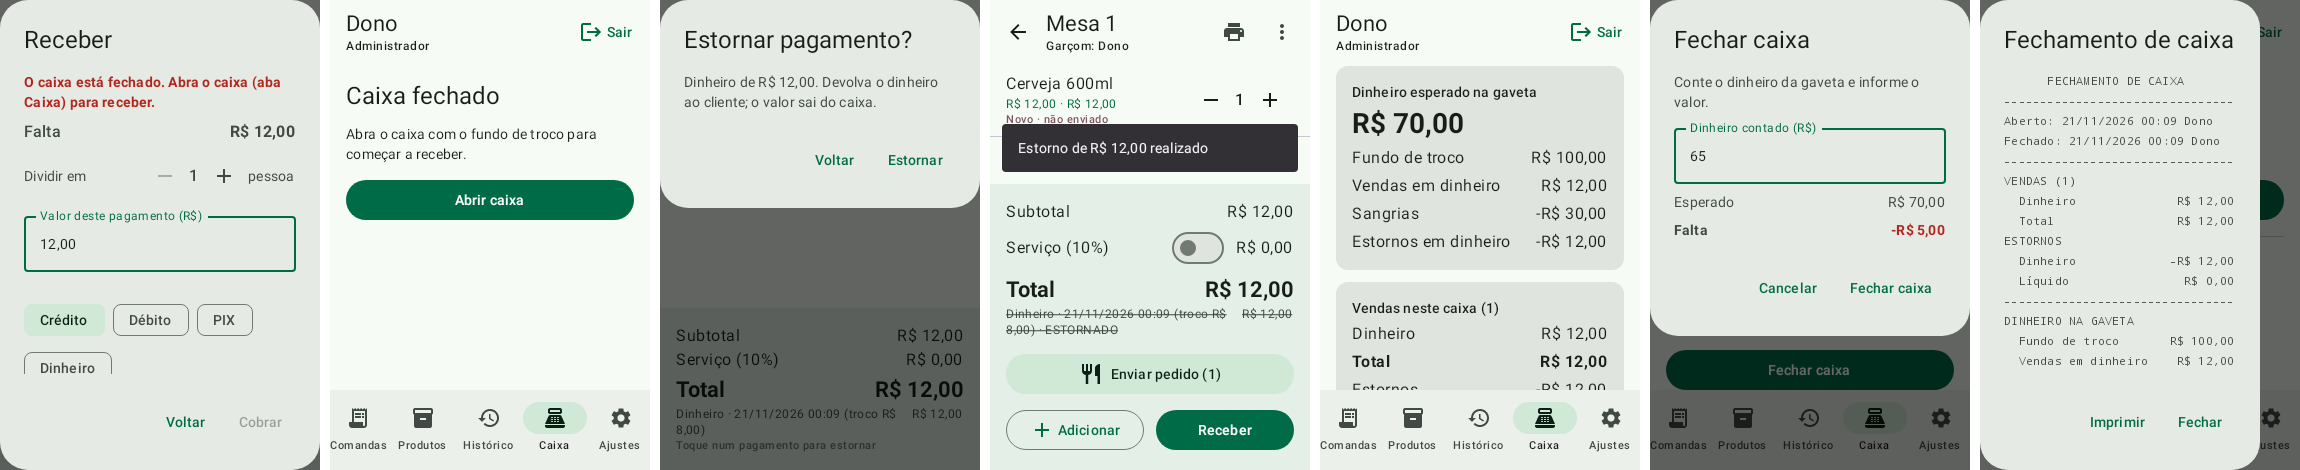 Receber
O caixa está fechado. Abra o caixa (aba
Caixa) para receber.
Falta R$ 12,00
Dividir em 1 pessoa
Valor deste pagamento (R$)
12,00
Crédito Débito PIX
Dinheiro
Voltar Cobrar
Dono
Administrador
Sair
Caixa fechado
Abra o caixa com o fundo de troco para
começar a receber.
Abrir caixa
Comandas Produtos Histórico Caixa Ajustes
Estornar pagamento?
Dinheiro de R$ 12,00. Devolva o dinheiro
ao cliente; o valor sai do caixa.
Voltar Estornar
Subtotal R$ 12,00
Serviço (10%) R$ 0,00
Total R$ 12,00
Dinheiro · 21/11/2026 00:09 (troco R$ R$ 12,00
8,00)
Toque num pagamento para estornar
Mesa 1
Garçom: Dono
Cerveja 600ml
R$ 12,00 · R$ 12,00
Novo · não enviado
1
Estorno de R$ 12,00 realizado
Subtotal R$ 12,00
Serviço (10%) R$ 0,00
Total R$ 12,00
Dinheiro · 21/11/2026 00:09 (troco R$ R$ 12,00
8,00) · ESTORNADO
Enviar pedido (1)
Adicionar Receber
Dono
Administrador
Sair
Dinheiro esperado na gaveta
R$ 70,00
Fundo de troco R$ 100,00
Vendas em dinheiro R$ 12,00
Sangrias -R$ 30,00
Estornos em dinheiro -R$ 12,00
Vendas neste caixa (1)
Dinheiro R$ 12,00
Total R$ 12,00
Estornos -R$ 12,00
Comandas Produtos Histórico Caixa Ajustes
Fechar caixa
Conte o dinheiro da gaveta e informe o
valor.
Dinheiro contado (R$)
65
Esperado R$ 70,00
Falta -R$ 5,00
Cancelar Fechar caixa
Fechar caixa
Comandas Produtos Histórico Caixa Ajustes
Sair
Fechamento de caixa
FECHAMENTO DE CAIXA
--------------------------------
Aberto: 21/11/2026 00:09 Dono
Fechado: 21/11/2026 00:09 Dono
--------------------------------
VENDAS (1)
Dinheiro R$ 12,00
Total R$ 12,00
ESTORNOS
Dinheiro -R$ 12,00
Líquido R$ 0,00
--------------------------------
DINHEIRO NA GAVETA
Fundo de troco R$ 100,00
Vendas em dinheiro R$ 12,00
Imprimir Fechar
ustes